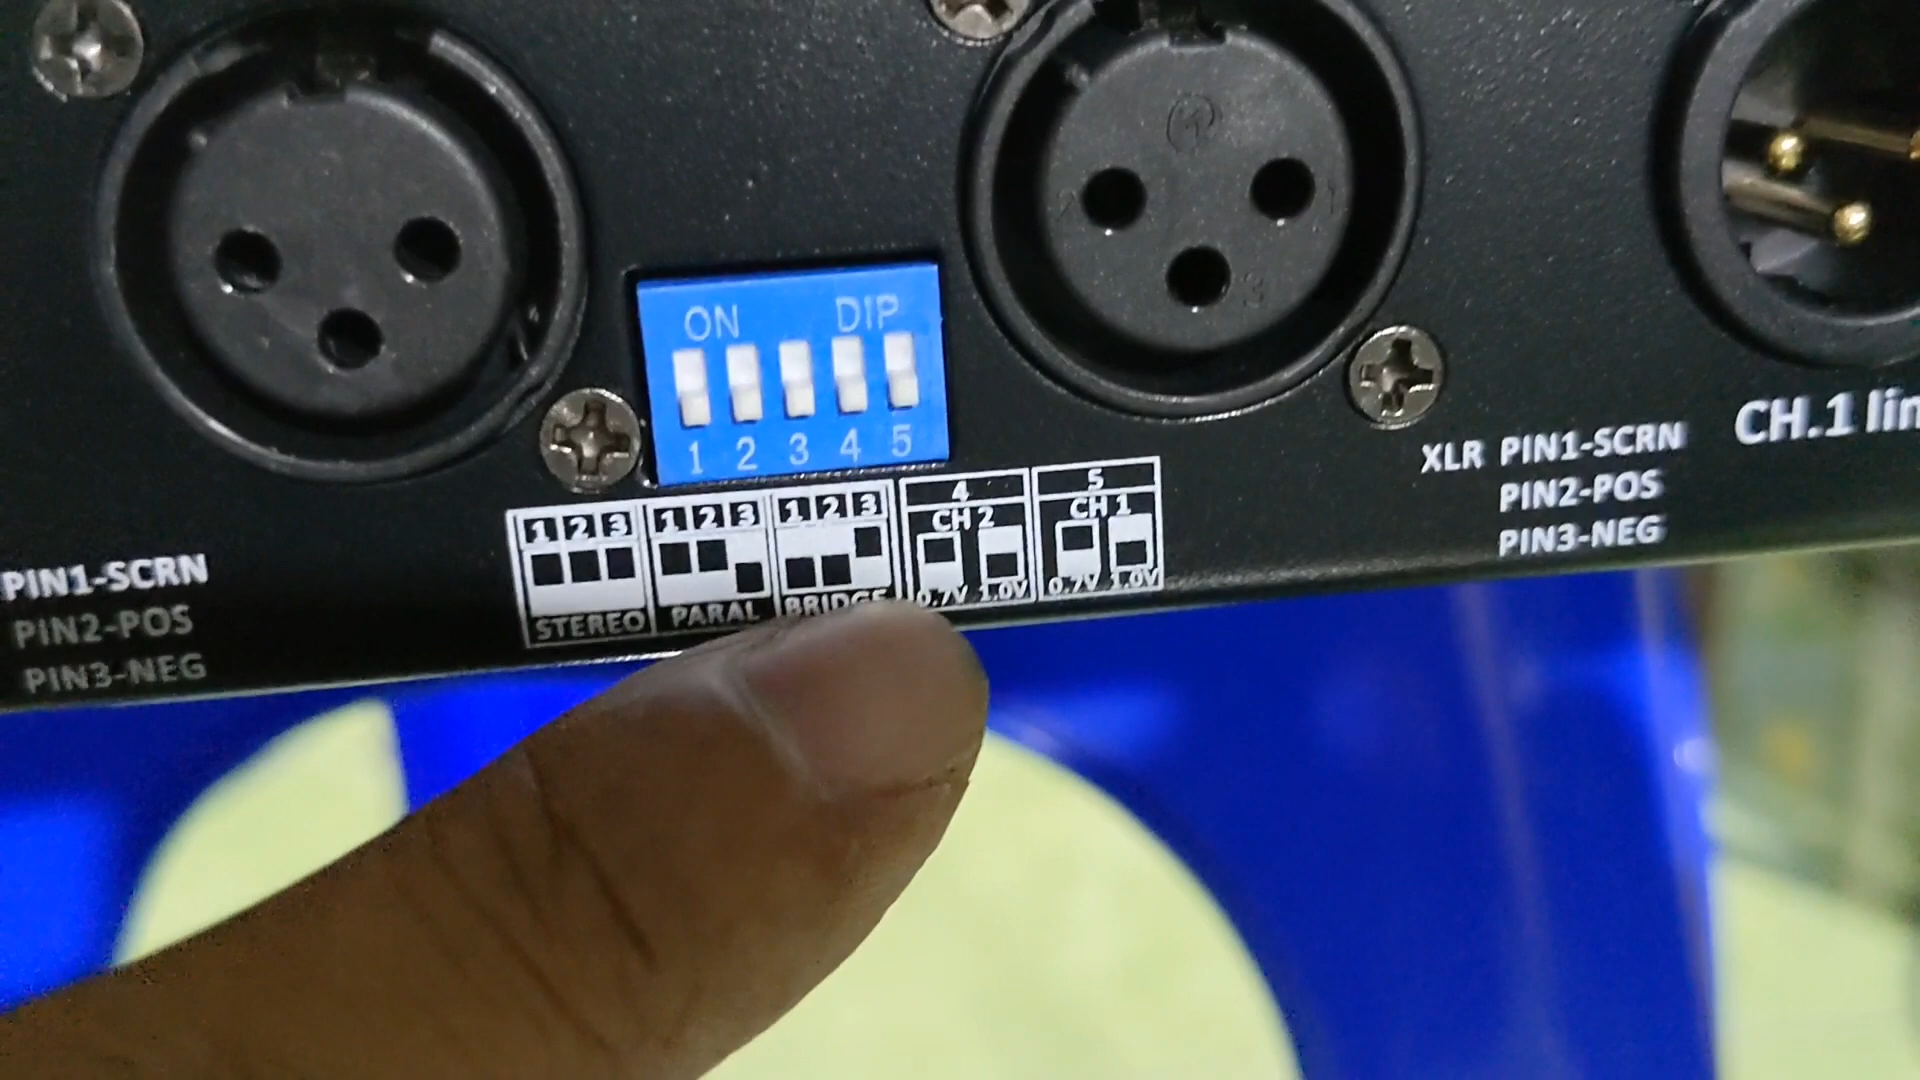 ON DIP
1 2 3 4 5
1 2 3
STEREO
1 2 3
PARAL
1 2 3
BRIDGE
4
CH 2
0.7V 1.0V
5
CH 1
0.7V 1.0V
PIN1-SCRN
PIN2-POS
PIN3-NEG
XLR PIN1-SCRN
PIN2-POS
PIN3-NEG
CH.1